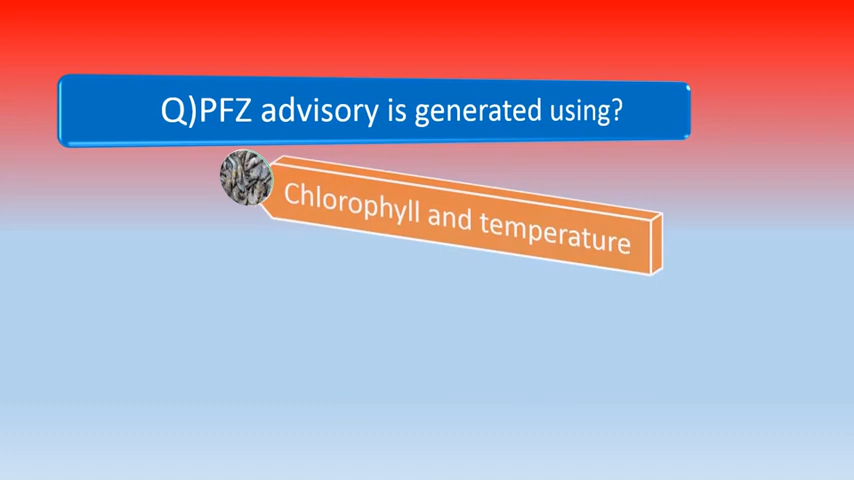 Q)PFZ advisory is generated using?
Chlorophyll and temperature